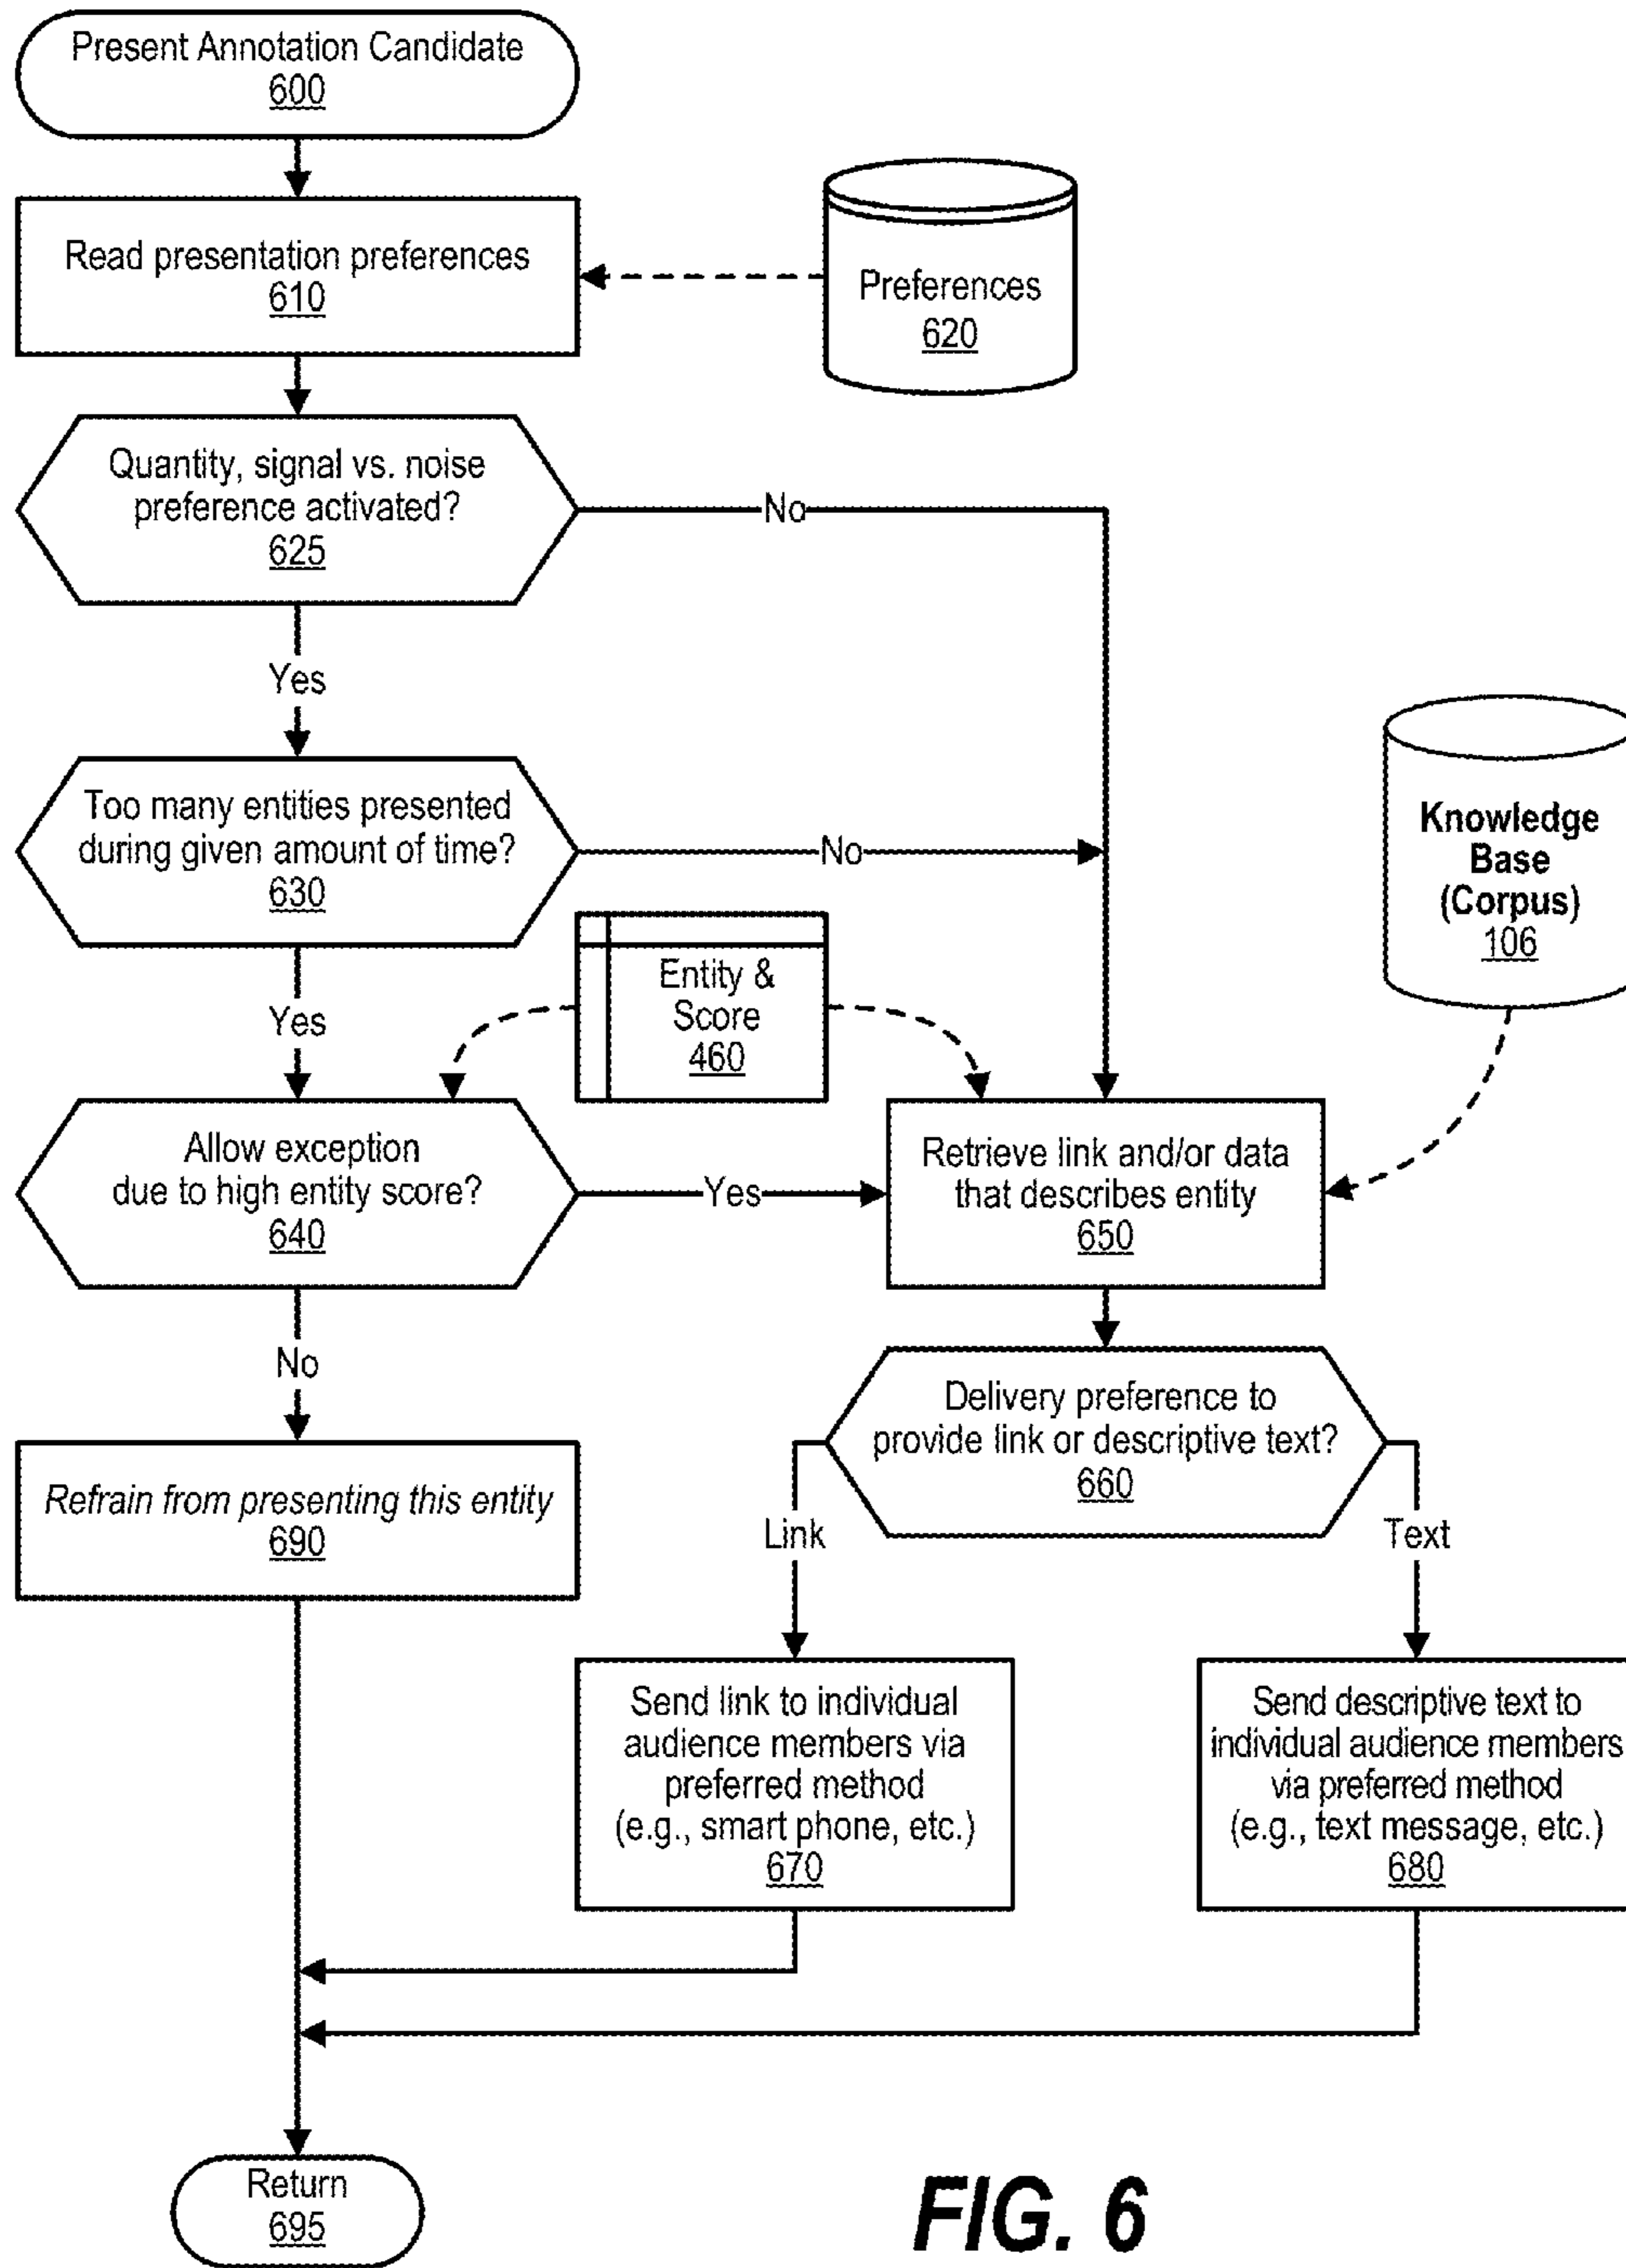 Present Annotation Candidate
600
Read presentation preferences
610
Preferences
620
Quantity, signal vs. noise
preference activated?
625
No
Yes
Too many entities presented
during given amount of time?
630
No
Knowledge
Base
(Corpus)
106
Entity &
Score
460
Yes
Allow exception
due to high entity score?
640
Yes
Retrieve link and/or data
that describes entity
650
No
Delivery preference to
provide link or descriptive text?
660
Refrain from presenting this entity
690
Link
Text
Send link to individual
audience members via
preferred method
(e.g., smart phone, etc.)
670
Send descriptive text to
individual audience members
via preferred method
(e.g., text message, etc.)
680
Return
695
FIG. 6